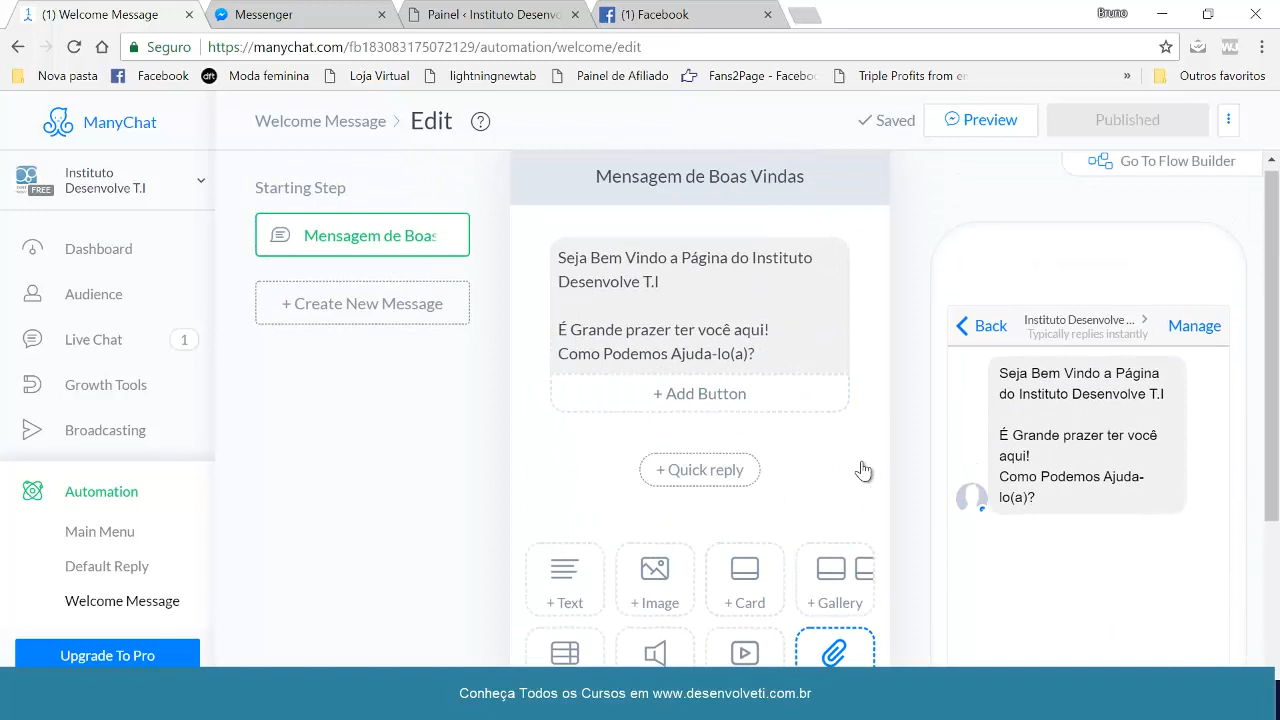 (1) Welcome Message
Messenger
Painel ‹ Instituto Desenvo
(1) Facebook
Bruno
Seguro
https://manychat.com/fb183083175072129/automation/welcome/edit
Nova pasta
Facebook
dft
Moda feminina
Loja Virtual
lightningnewtab
Painel de Afiliado
Fans2Page - Faceboo
Triple Profits from em
»
Outros favoritos
ManyChat
Welcome Message
Edit
?
Saved
Preview
Published
Instituto
Desenvolve T.I
FREE
Dashboard
Audience
Live Chat
1
Growth Tools
Broadcasting
Automation
Main Menu
Default Reply
Welcome Message
Upgrade To Pro
Starting Step
Mensagem de Boas
+ Create New Message
Mensagem de Boas Vindas
Seja Bem Vindo a Página do Instituto
Desenvolve T.I
É Grande prazer ter você aqui!
Como Podemos Ajuda-lo(a)?
+ Add Button
+ Quick reply
+ Text
+ Image
+ Card
+ Gallery
Go To Flow Builder
Back
Instituto Desenvolve ...
Typically replies instantly
Manage
Seja Bem Vindo a Página
do Instituto Desenvolve T.I
É Grande prazer ter você
aqui!
Como Podemos Ajuda-
lo(a)?
Conheça Todos os Cursos em www.desenvolveti.com.br